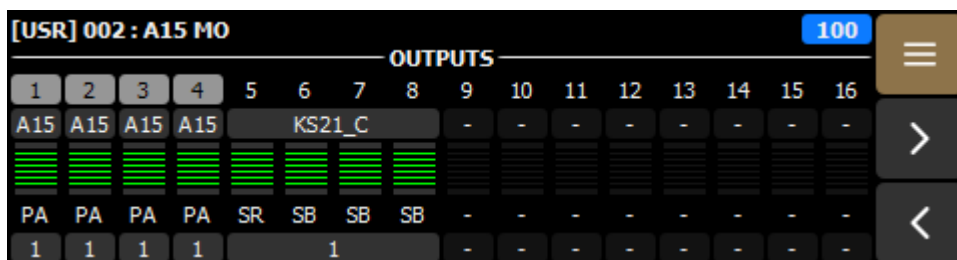 [USR] 002 : A15 MO 100
OUTPUTS
1 2 3 4 5 6 7 8 9 10 11 12 13 14 15 16
A15 A15 A15 A15 KS21_C - - - - - - - -
PA PA PA PA SR SB SB SB - - - - - - - -
1 1 1 1 1 - - - - - - - -